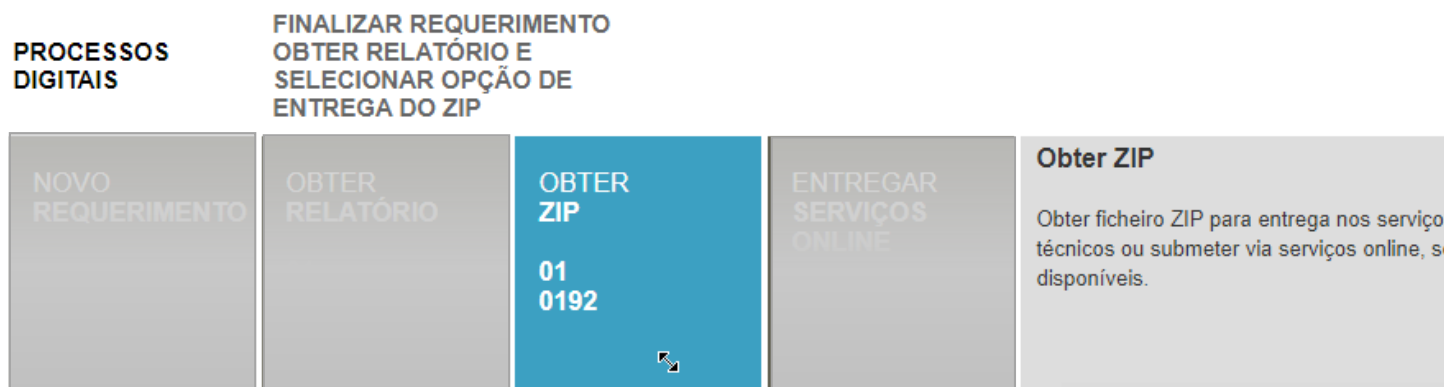 PROCESSOS
DIGITAIS
FINALIZAR REQUERIMENTO
OBTER RELATÓRIO E
SELECIONAR OPÇÃO DE
ENTREGA DO ZIP
NOVO
REQUERIMENTO
OBTER
RELATÓRIO
OBTER
ZIP
01
0192
ENTREGAR
SERVIÇOS
ONLINE
Obter ZIP
Obter ficheiro ZIP para entrega nos serviço
técnicos ou submeter via serviços online, s
disponíveis.